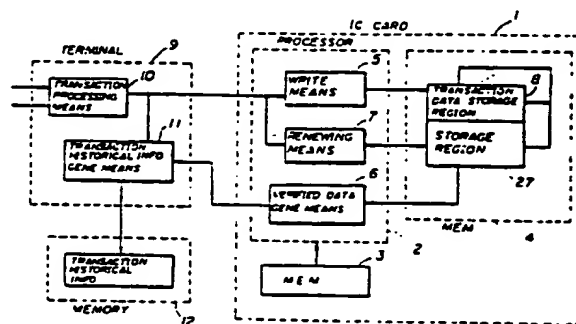 IC CARD
1
TERMINAL
9
PROCESSOR
TRANSACTION
PROCESSING
MEANS
10
WRITE
MEANS
5
TRANSACTION
DATA STORAGE
REGION
8
RENEWING
MEANS
7
STORAGE
REGION
27
TRANSACTION
HISTORICAL INFO
GENE MEANS
11
VERIFIED DATA
GENE MEANS
6
2
MEM
4
MEM
3
TRANSACTION
HISTORICAL
INFO
MEMORY
12